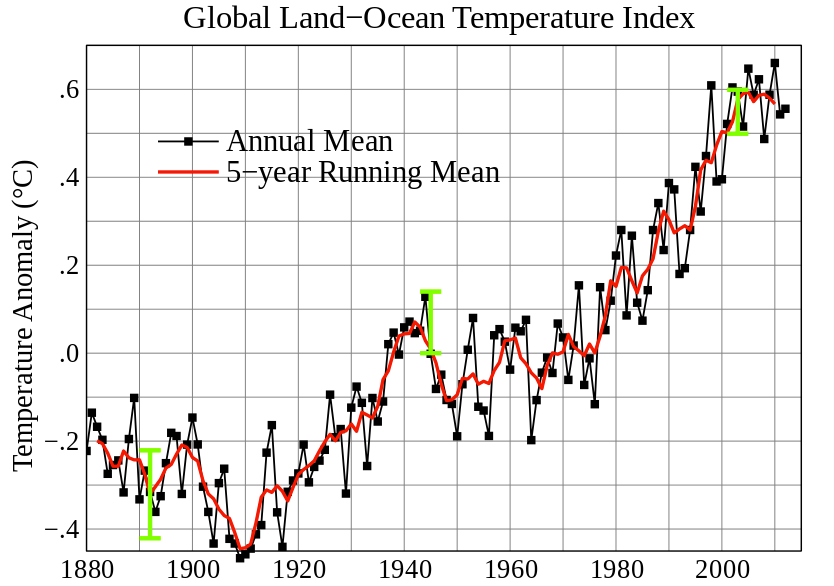 Global Land−Ocean Temperature Index
.6
.4
.2
.0
−.2
−.4
Temperature Anomaly (°C)
Annual Mean
5−year Running Mean
1880 1900 1920 1940 1960 1980 2000